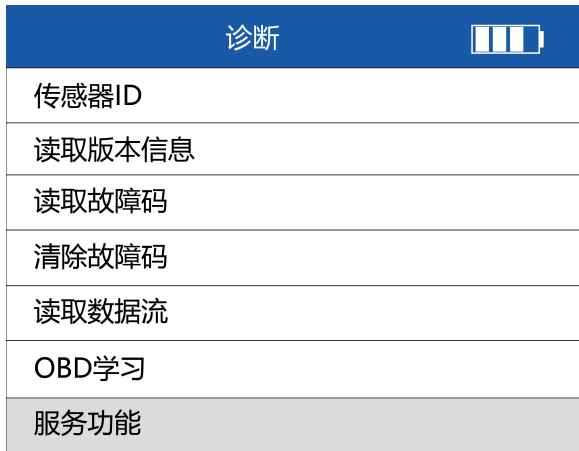 诊断
传感器ID
读取版本信息
读取故障码
清除故障码
读取数据流
OBD学习
服务功能